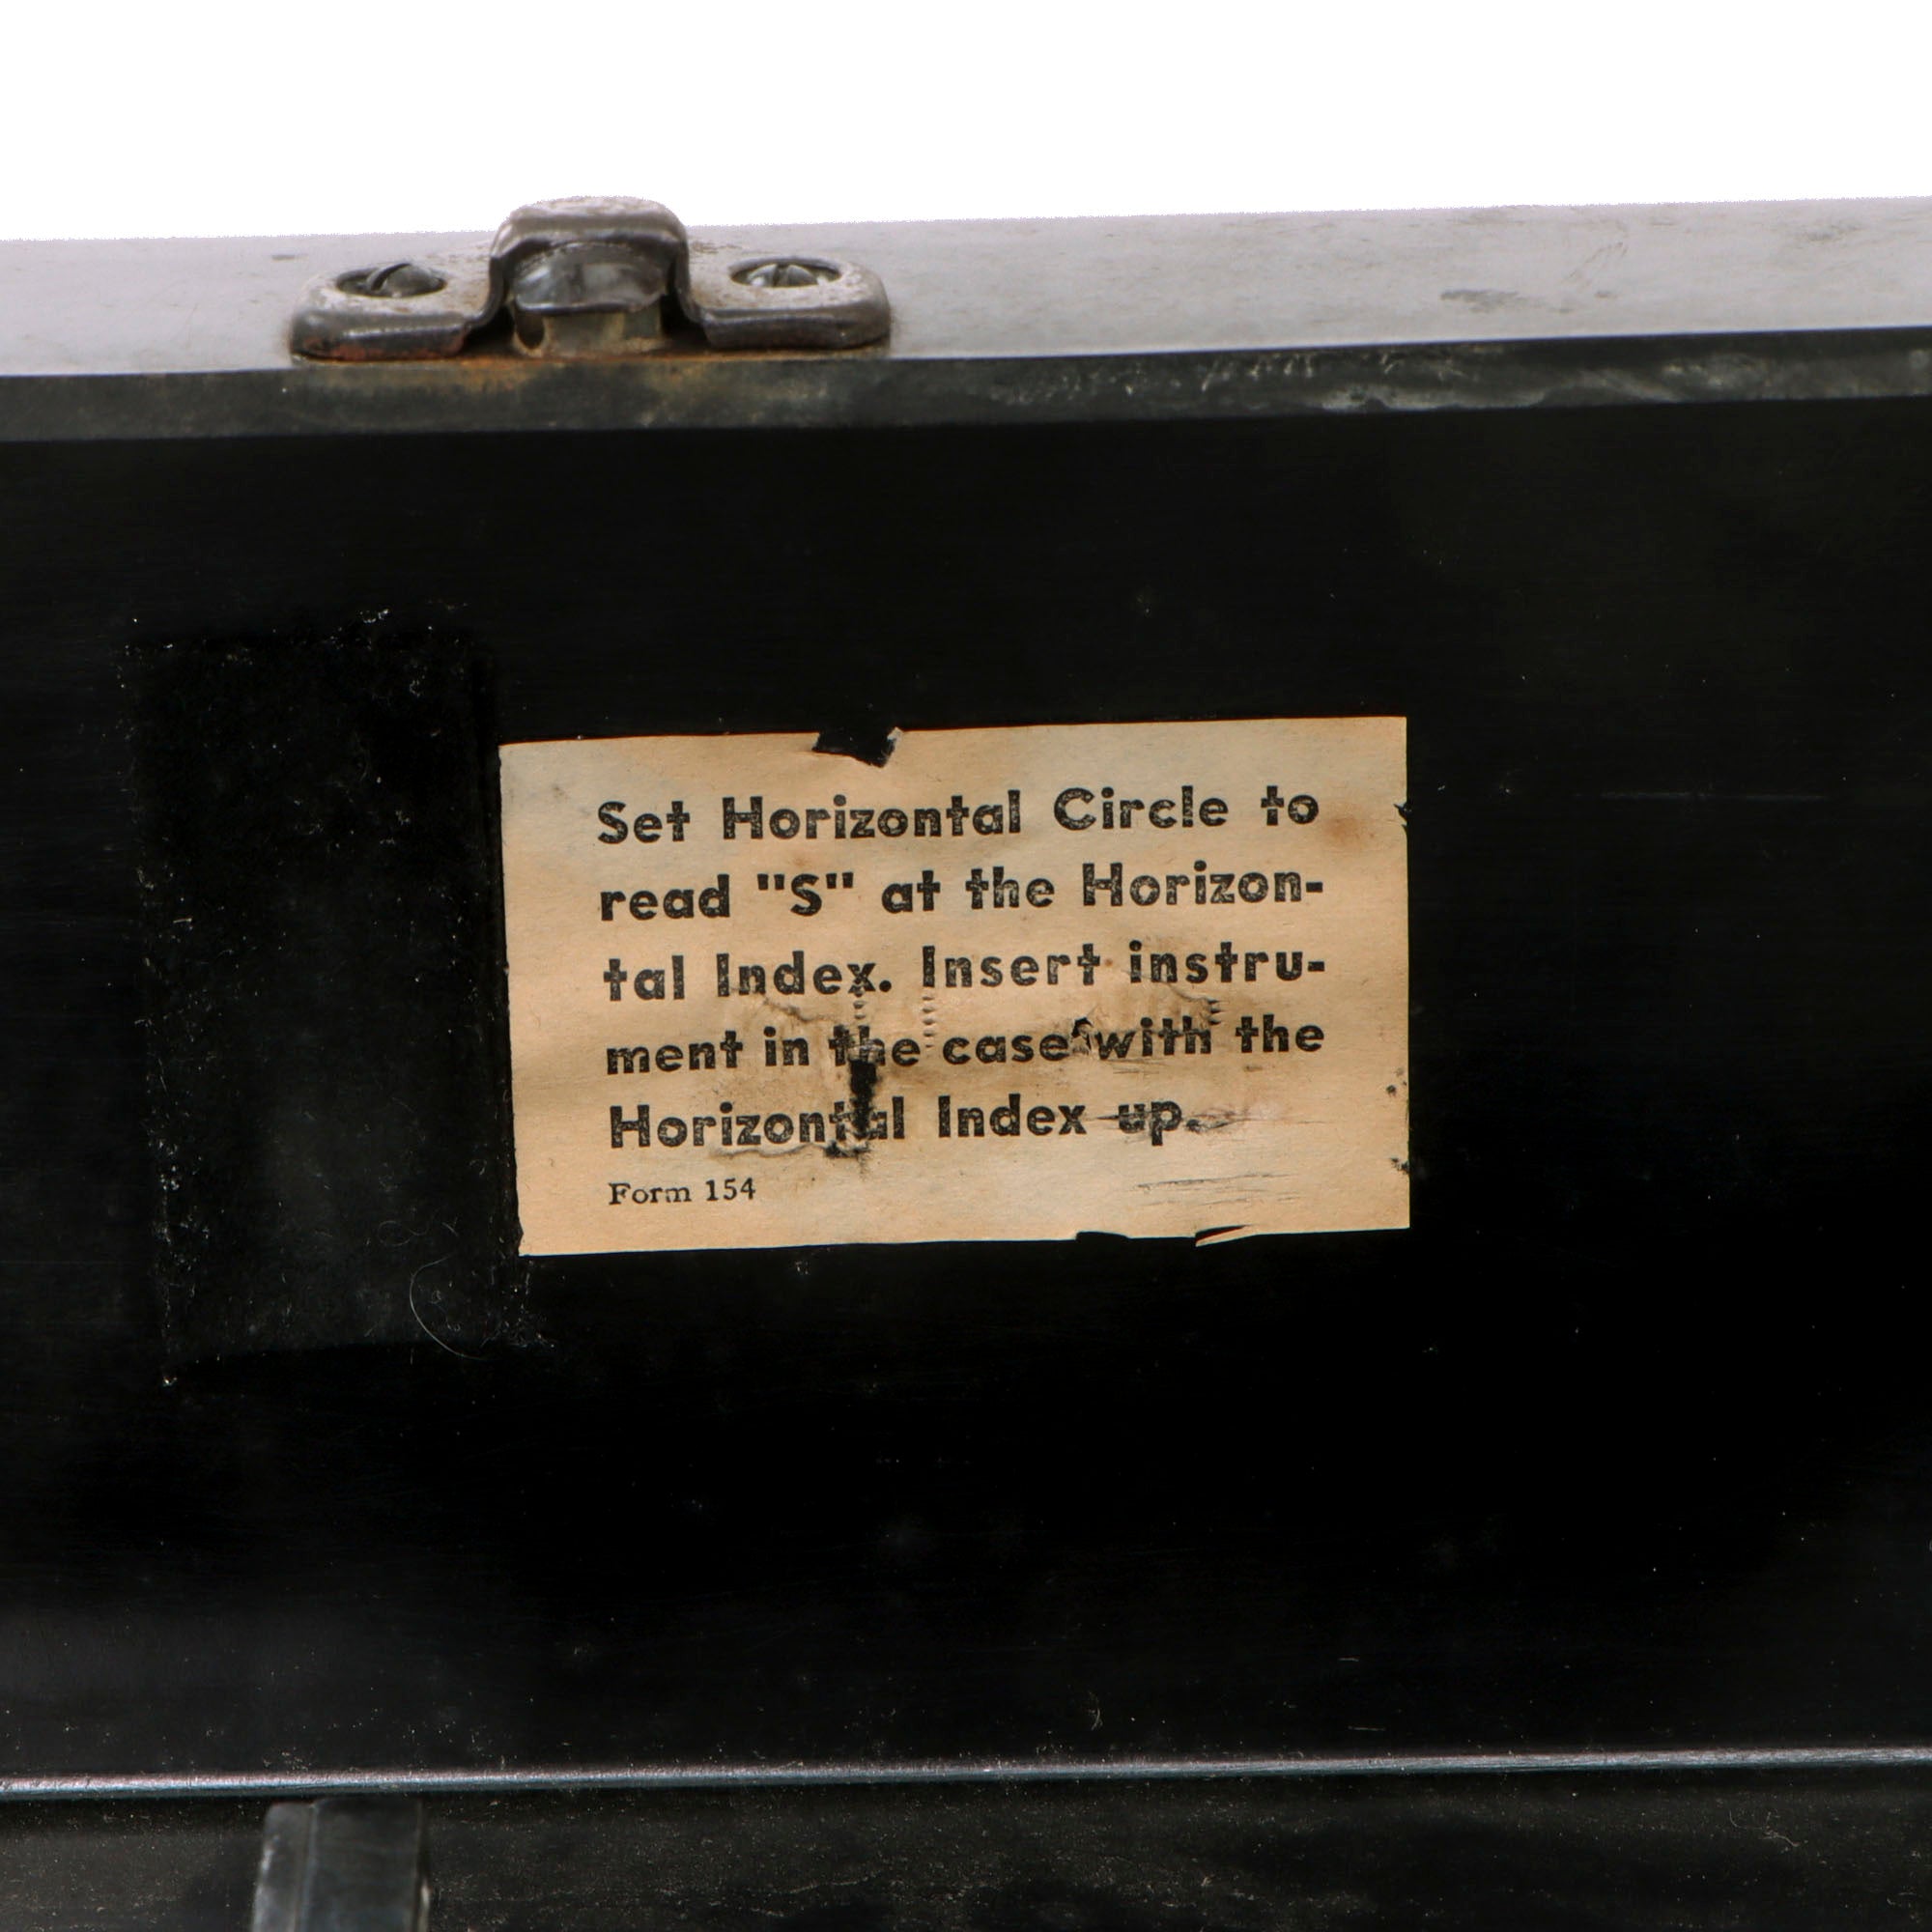 Set Horizontal Circle to
read "S" at the Horizon-
tal Index. Insert instru-
ment in the case with the
Horizontal Index up.
Form 154